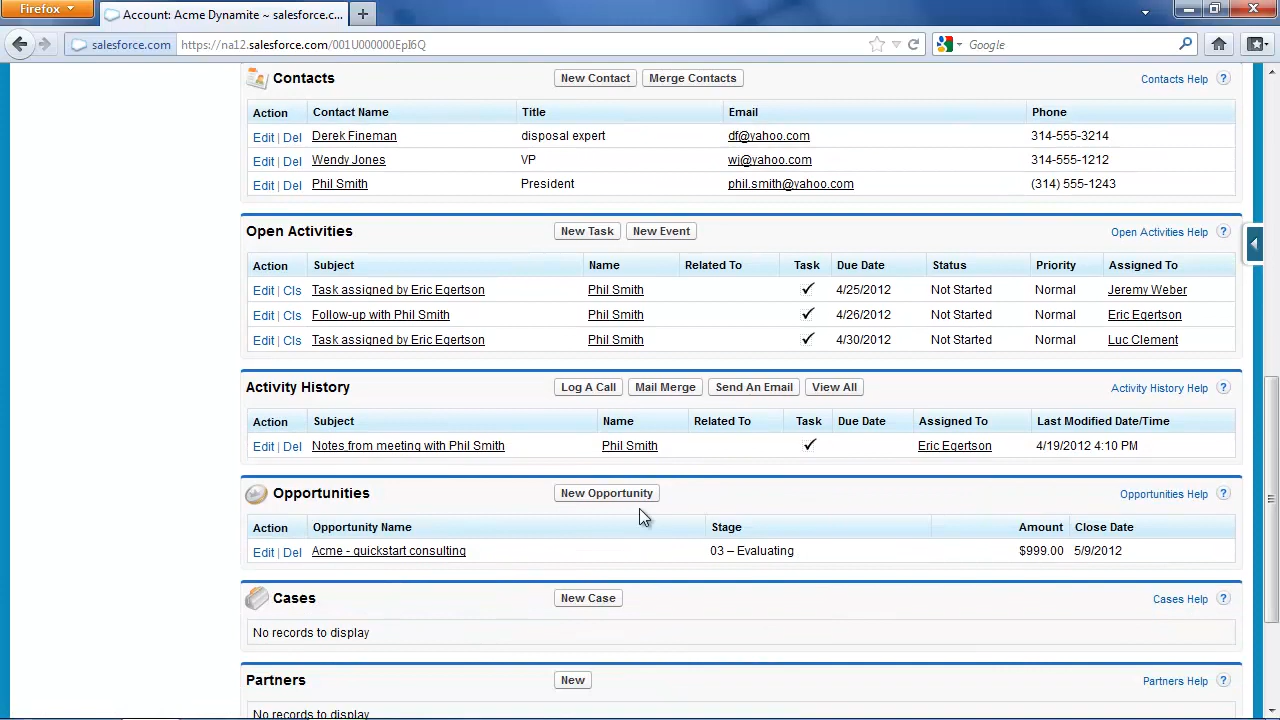 Firefox
Account: Acme Dynamite ~ salesforce.c...
salesforce.com https://na12.salesforce.com/001U000000EpI6Q Google
Contacts New Contact Merge Contacts Contacts Help ?
Action Contact Name Title Email Phone
Edit | Del Derek Fineman disposal expert df@yahoo.com 314-555-3214
Edit | Del Wendy Jones VP wj@yahoo.com 314-555-1212
Edit | Del Phil Smith President phil.smith@yahoo.com (314) 555-1243
Open Activities New Task New Event Open Activities Help ?
Action Subject Name Related To Task Due Date Status Priority Assigned To
Edit | Cls Task assigned by Eric Egertson Phil Smith ✓ 4/25/2012 Not Started Normal Jeremy Weber
Edit | Cls Follow-up with Phil Smith Phil Smith ✓ 4/26/2012 Not Started Normal Eric Egertson
Edit | Cls Task assigned by Eric Egertson Phil Smith ✓ 4/30/2012 Not Started Normal Luc Clement
Activity History Log A Call Mail Merge Send An Email View All Activity History Help ?
Action Subject Name Related To Task Due Date Assigned To Last Modified Date/Time
Edit | Del Notes from meeting with Phil Smith Phil Smith ✓ Eric Egertson 4/19/2012 4:10 PM
Opportunities New Opportunity Opportunities Help ?
Action Opportunity Name Stage Amount Close Date
Edit | Del Acme - quickstart consulting 03 – Evaluating $999.00 5/9/2012
Cases New Case Cases Help ?
No records to display
Partners New Partners Help ?
No records to display